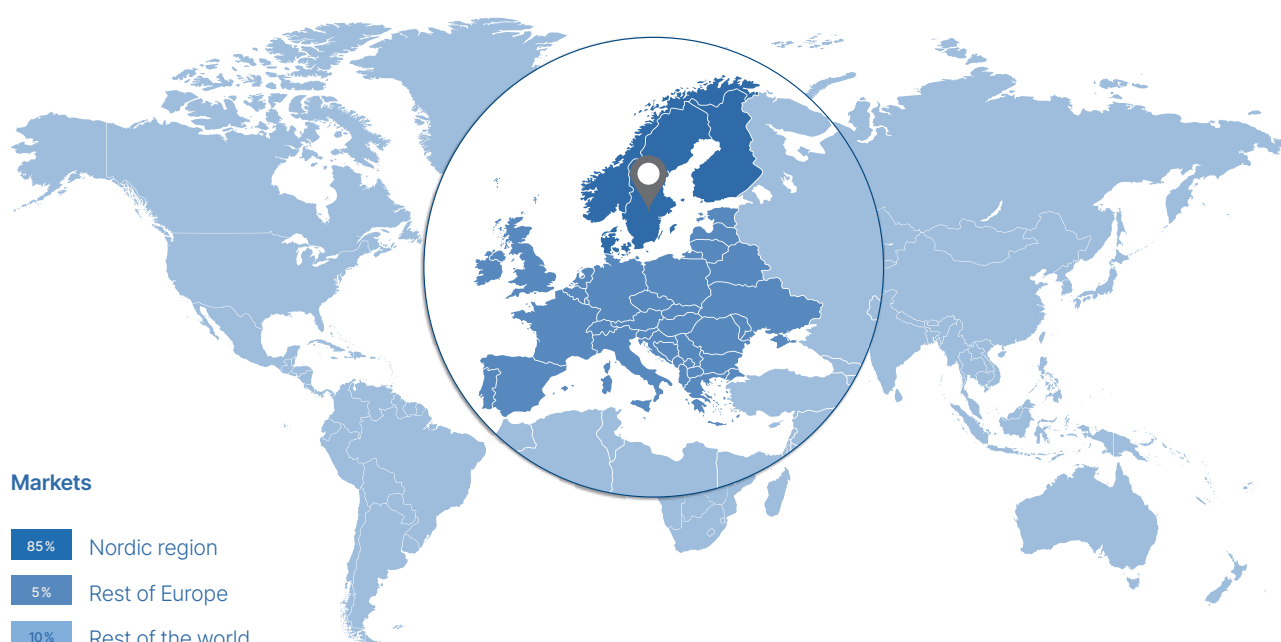 Markets
85% Nordic region
5% Rest of Europe
10% Rest of the world